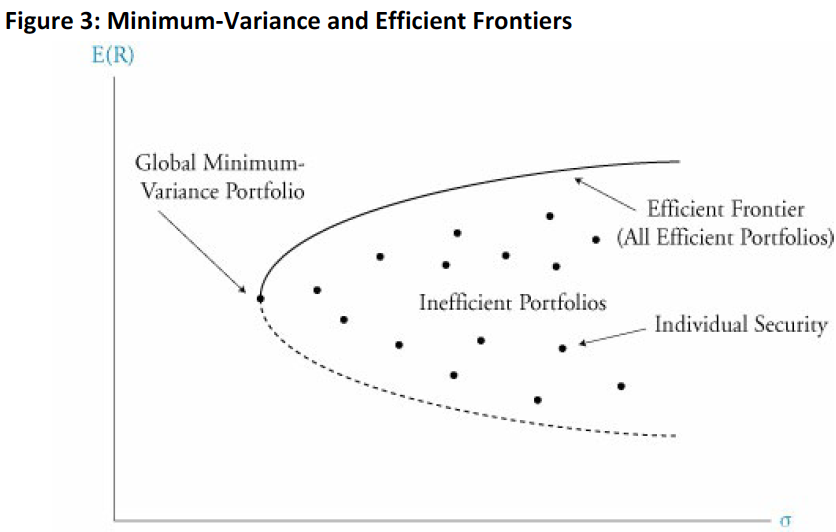 Figure 3: Minimum-Variance and Efficient Frontiers
E(R)
Global Minimum-
Variance Portfolio
Efficient Frontier
(All Efficient Portfolios)
Inefficient Portfolios
Individual Security
σ